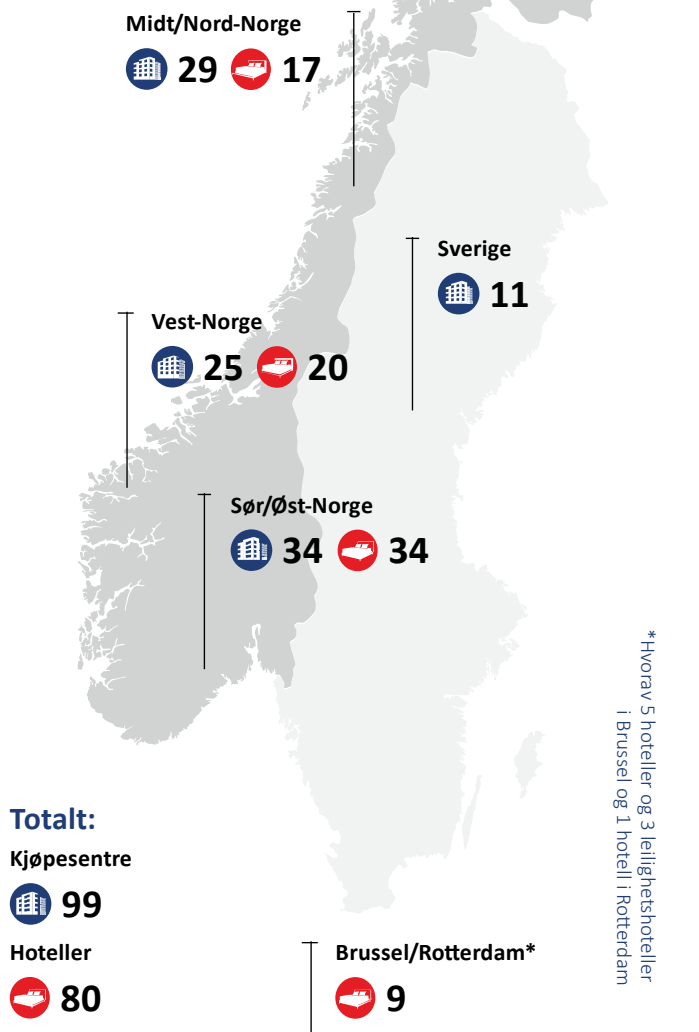 Midt/Nord-Norge
29 17
Sverige
11
Vest-Norge
25 20
Sør/Øst-Norge
34 34
*Hvorav 5 hoteller og 3 leilighetshoteller
i Brussel og 1 hotell i Rotterdam
Totalt:
Kjøpesentre
99
Hoteller
80
Brussel/Rotterdam*
9